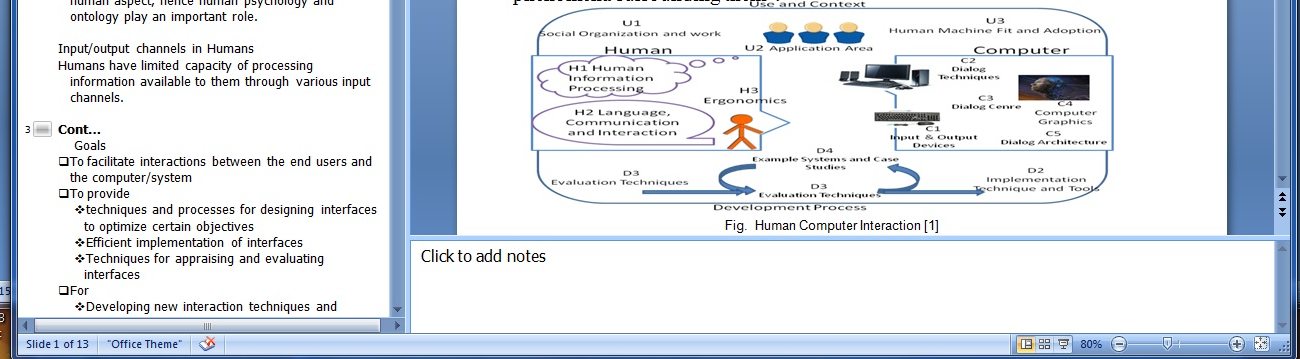 human aspect, hence human psychology and
ontology play an important role.
Input/output channels in Humans
Humans have limited capacity of processing
information available to them through various input
channels.
3 Cont...
Goals
To facilitate interactions between the end users and
the computer/system
To provide
techniques and processes for designing interfaces
to optimize certain objectives
Efficient implementation of interfaces
Techniques for appraising and evaluating
interfaces
For
Developing new interaction techniques and
Slide 1 of 13
"Office Theme"
Use and Context
U1
Social Organization and work
U2 Application Area
U3
Human Machine Fit and Adoption
Human
Computer
H1 Human
Information
Processing
H2 Language,
Communication
and Interaction
H3
Ergonomics
C2
Dialog
Techniques
C3
Dialog Cenre
C4
Computer
Graphics
C1
Input & Output
Devices
C5
Dialog Architecture
D4
Example Systems and Case
Studies
D3
Evaluation Techniques
D3
Evaluation Techniques
D2
Implementation
Technique and Tools
Development Process
Fig. Human Computer Interaction [1]
Click to add notes
80%